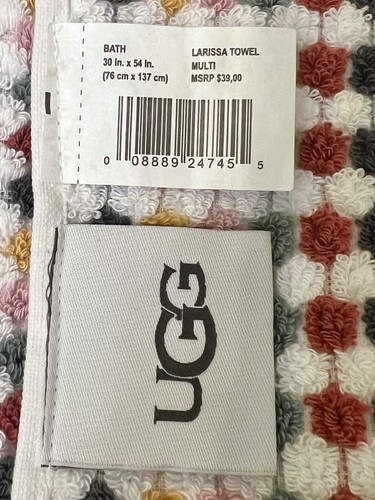 BATH LARISSA TOWEL
30 in. x 54 in. MULTI
(76 cm x 137 cm) MSRP $39,00
0 08889 24745 5
UGG